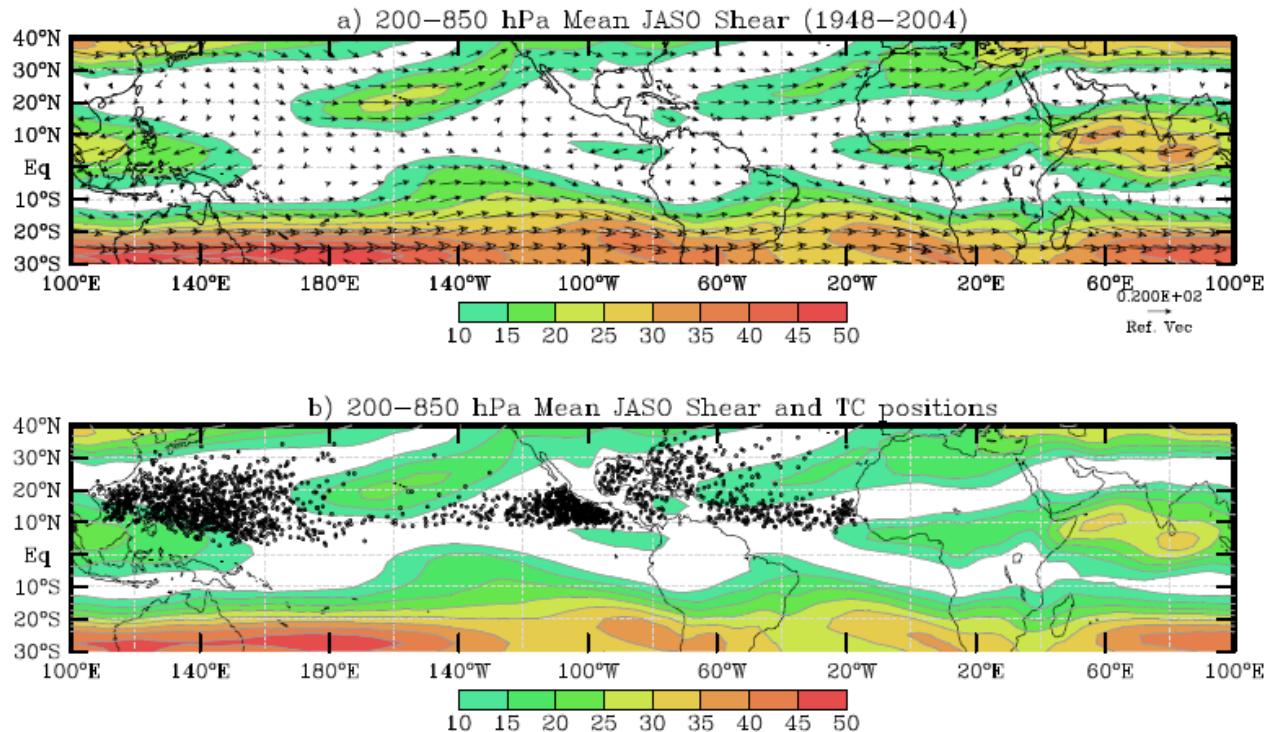 a) 200−850 hPa Mean JASO Shear (1948−2004)
40°N
30°N
20°N
10°N
Eq
10°S
20°S
30°S
100°E 140°E 180°E 140°W 100°W 60°W 20°W 20°E 60°E 100°E
0.200E+02
Ref. Vec
10 15 20 25 30 35 40 45 50
b) 200−850 hPa Mean JASO Shear and TC positions
40°N
30°N
20°N
10°N
Eq
10°S
20°S
30°S
100°E 140°E 180°E 140°W 100°W 60°W 20°W 20°E 60°E 100°E
10 15 20 25 30 35 40 45 50